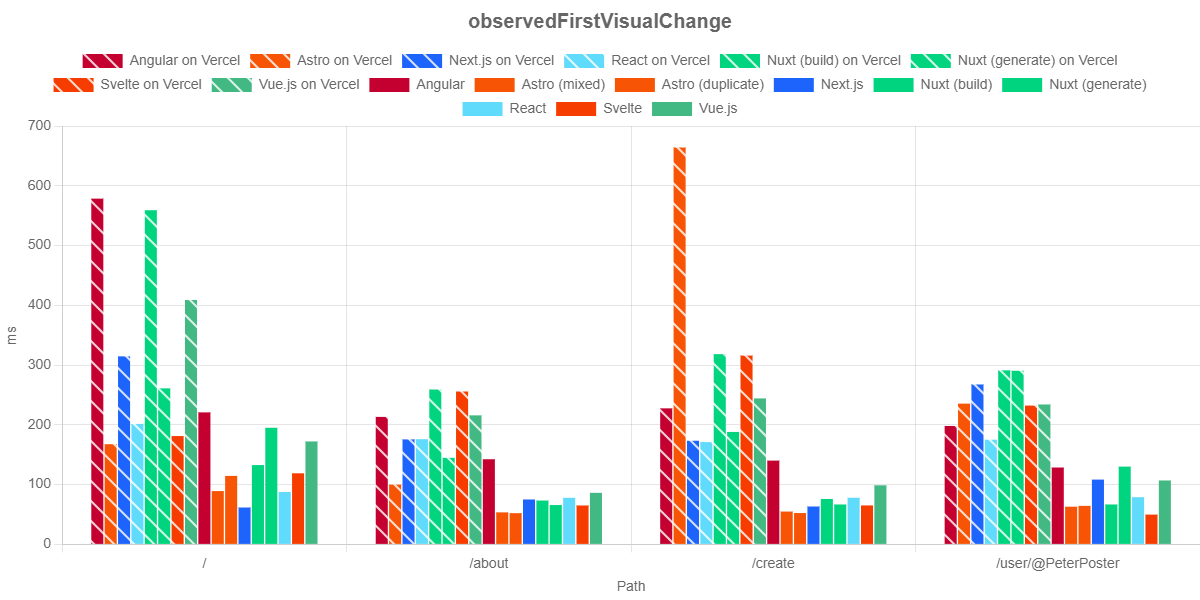 observedFirstVisualChange
Angular on Vercel Astro on Vercel Next.js on Vercel React on Vercel Nuxt (build) on Vercel Nuxt (generate) on Vercel
Svelte on Vercel Vue.js on Vercel Angular Astro (mixed) Astro (duplicate) Next.js Nuxt (build) Nuxt (generate)
React Svelte Vue.js
700
600
500
400
300
200
100
0
ms
/ /about /create /user/@PeterPoster
Path